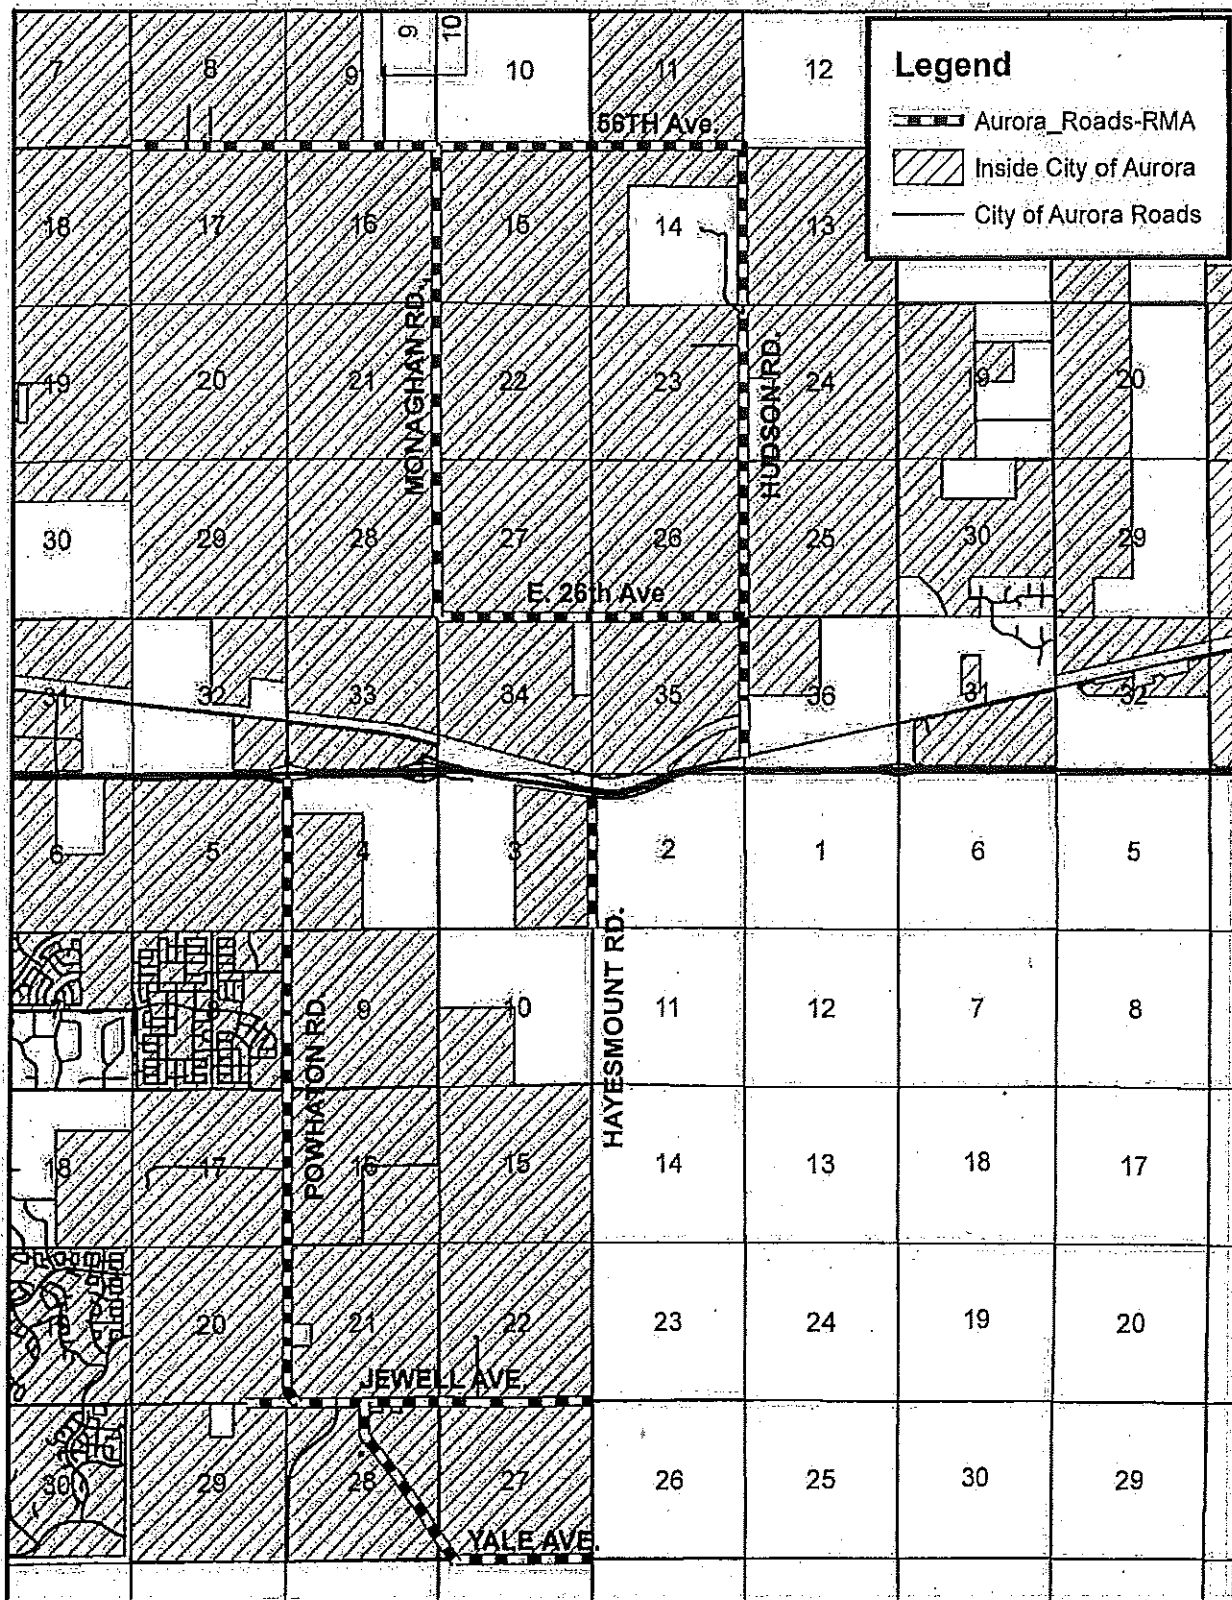 7 8 9 9 10 10 11 12
Legend
Aurora_Roads-RMA
Inside City of Aurora
City of Aurora Roads
56TH Ave.
18 17 16 15 14 13
MONAGHAN RD.
HUDSON RD.
19 20 21 22 23 24 19 20
30 29 28 27 26 25 30 29
E. 26th Ave
31 32 33 34 35 36 31 32
6 5 4 3 2 1 6 5
HAYESMOUNT RD.
POWHATON RD.
9 10 11 12 7 8
18 17 16 15 14 13 18 17
20 21 22 23 24 19 20
JEWELL AVE.
30 29 28 27 26 25 30 29
YALE AVE.